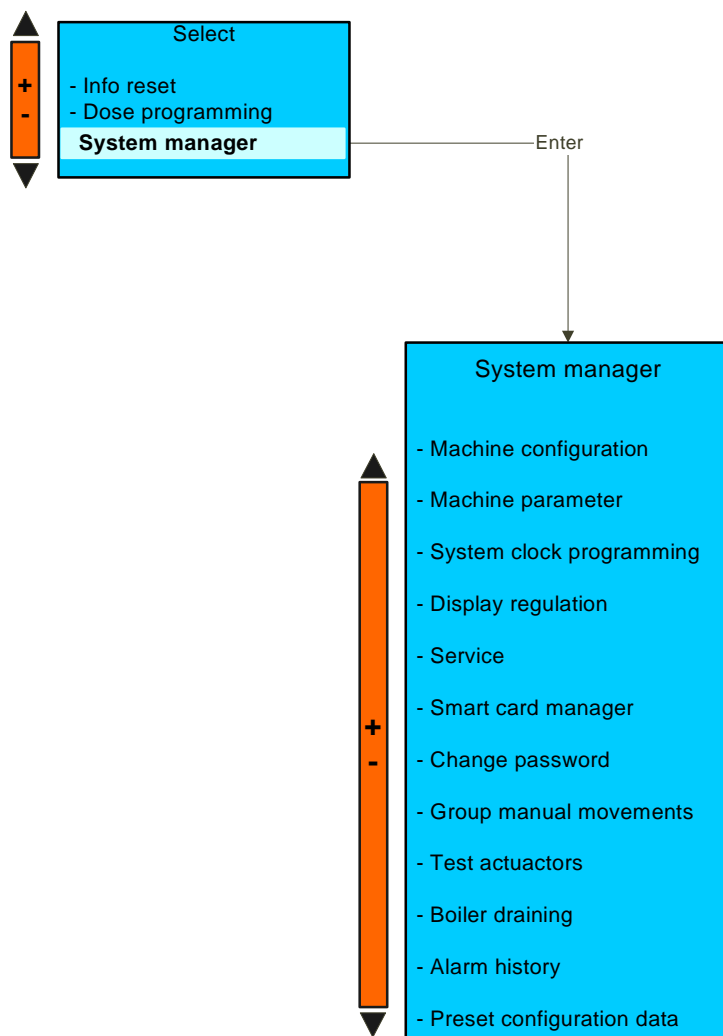 Select
+
-
- Info reset
- Dose programming
System manager
Enter
System manager
- Machine configuration
- Machine parameter
- System clock programming
- Display regulation
- Service
- Smart card manager
+
-
- Change password
- Group manual movements
- Test actuactors
- Boiler draining
- Alarm history
- Preset configuration data